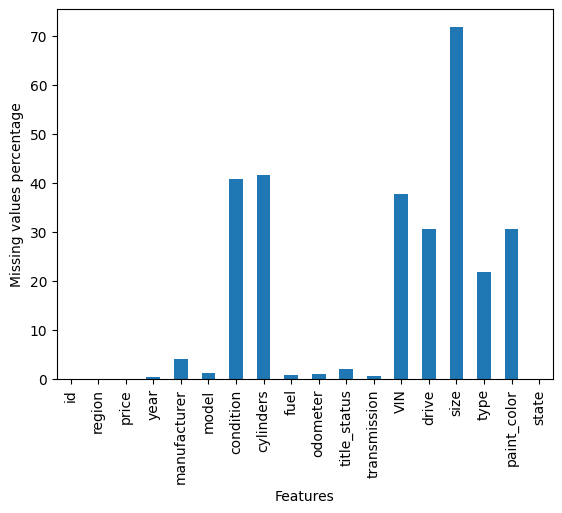 Missing values percentage
70
60
50
40
30
20
10
0
id
region
price
year
manufacturer
model
condition
cylinders
fuel
odometer
title_status
transmission
VIN
drive
size
type
paint_color
state
Features